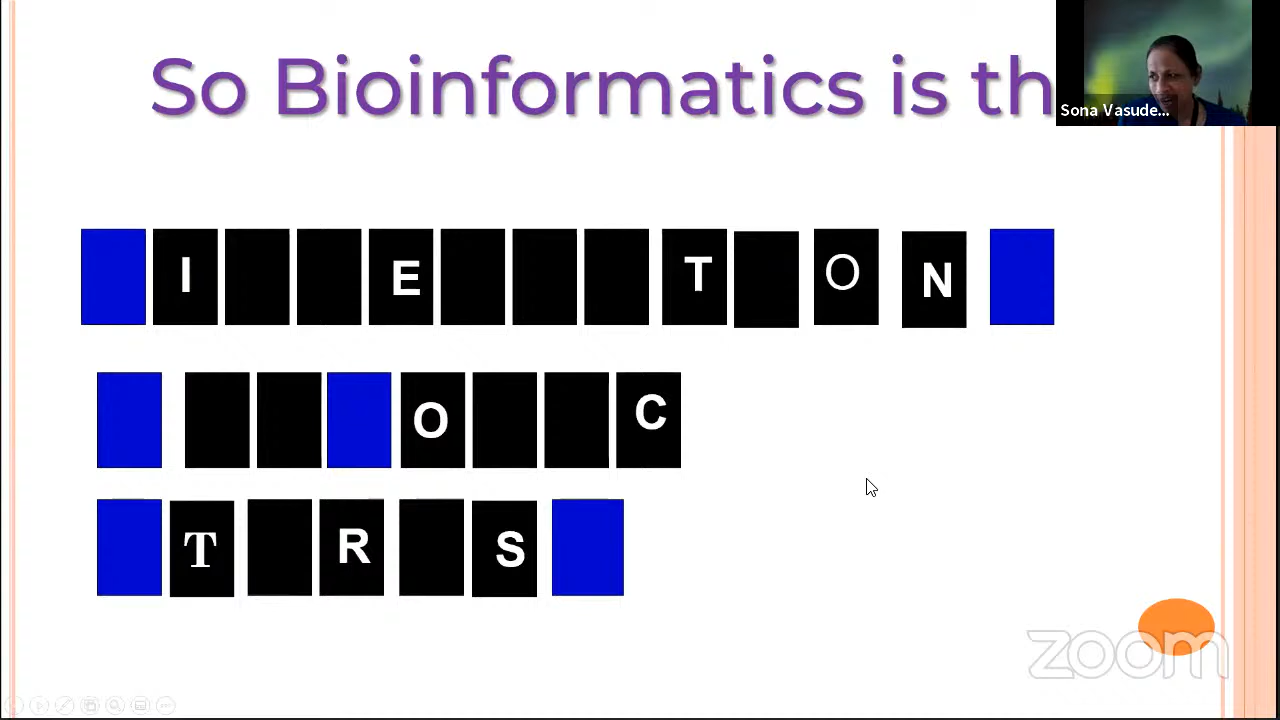 So Bioinformatics is th
Sona Vasude...
I E T O N
O C
T R S
zoom